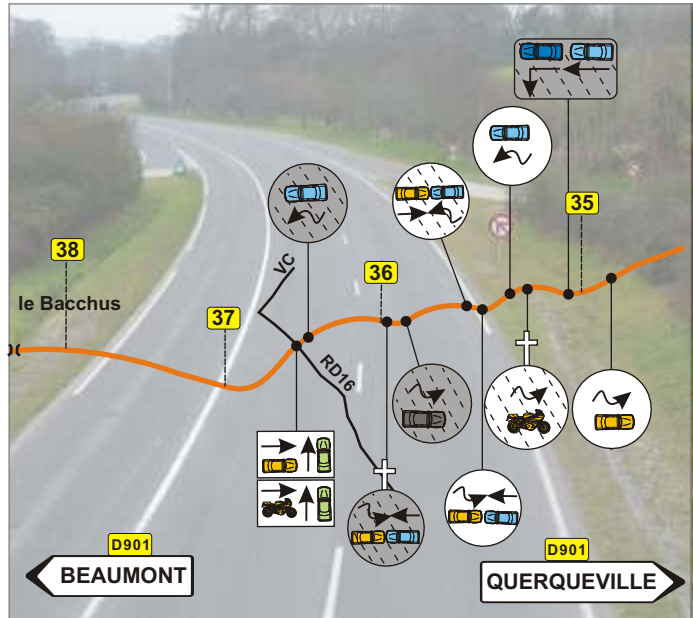 35
38
36
VC
le Bacchus
37
RD16
D901
BEAUMONT
D901
QUERQUEVILLE